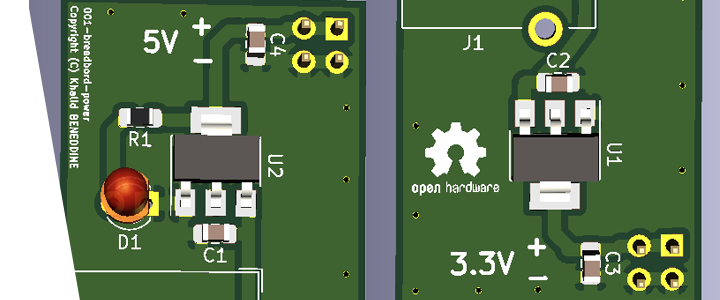 001-breadbord-power
Copyright (C) Khalid BENEDDINE
5V
+
-
C4
R1
U2
D1
C1
J1
C2
U1
open hardware
3.3V
+
-
C3